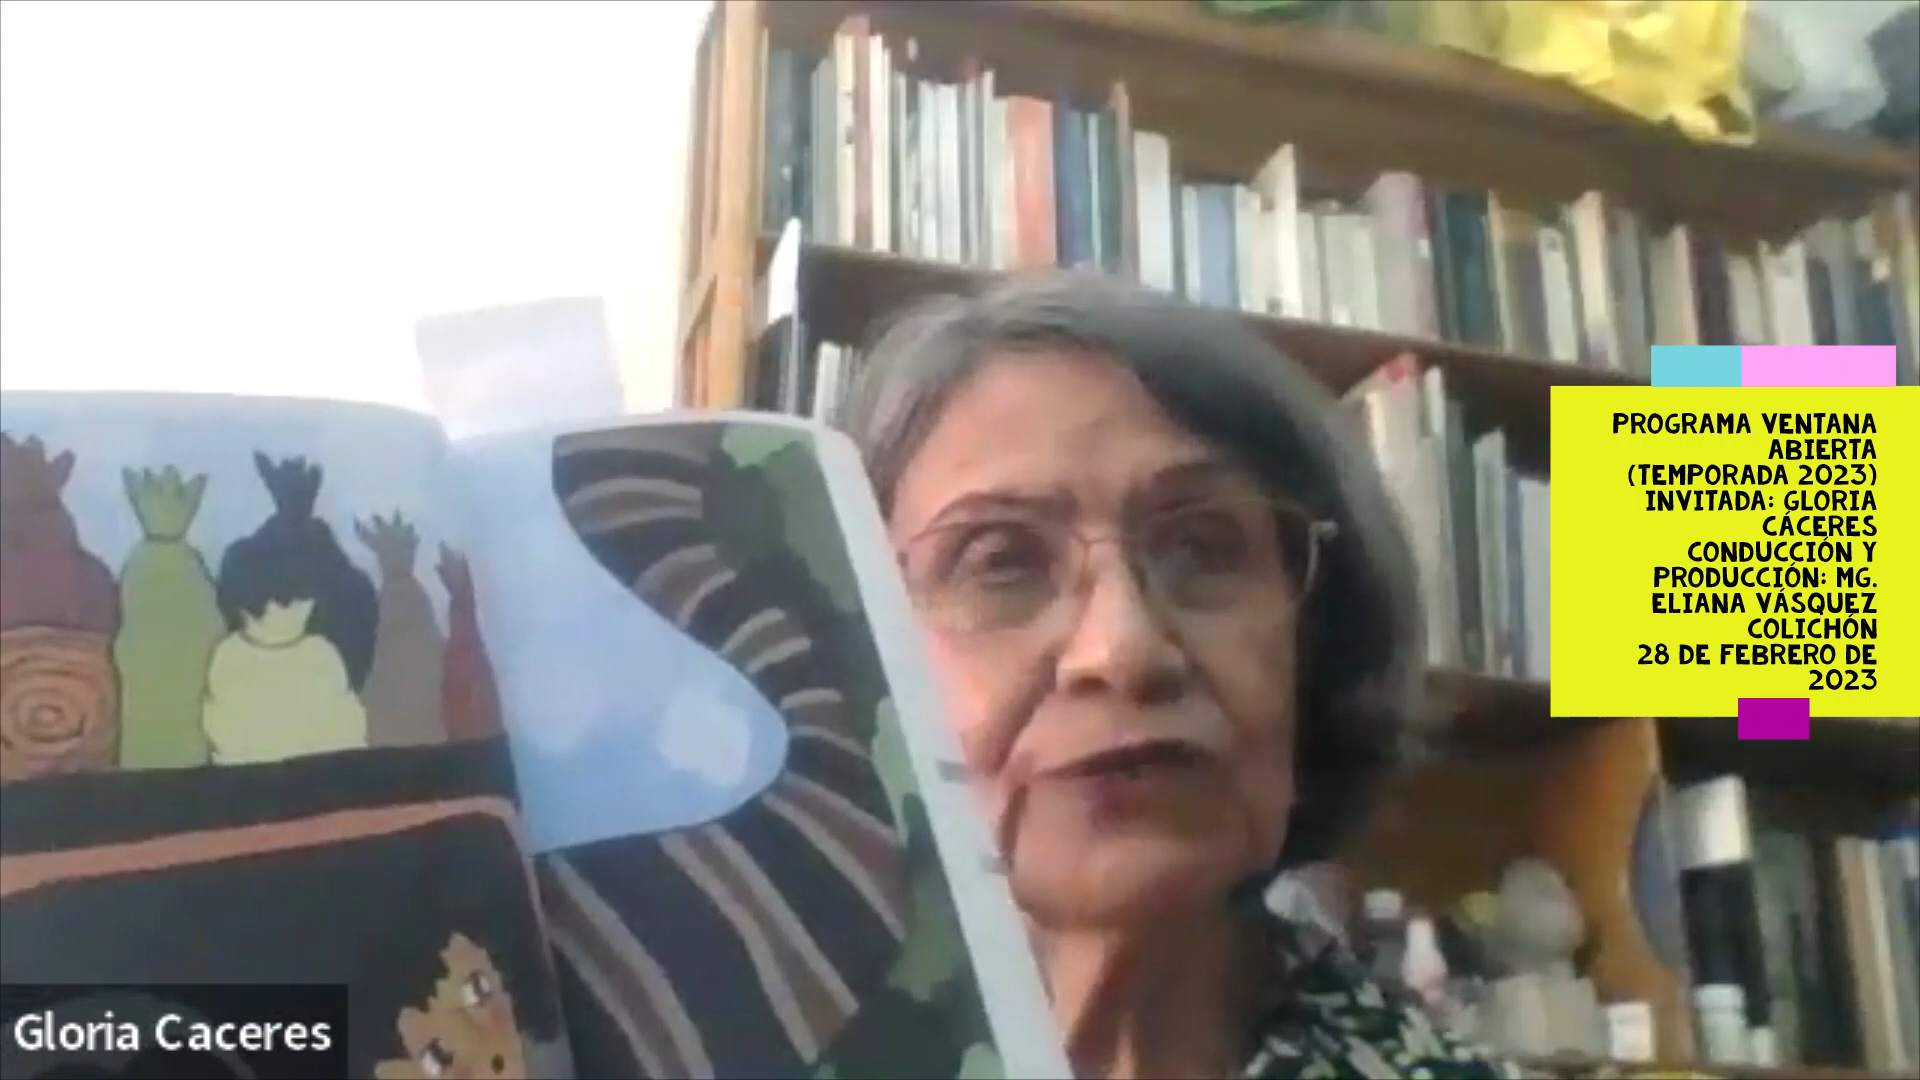 PROGRAMA VENTANA
ABIERTA
(TEMPORADA 2023)
INVITADA: GLORIA
CÁCERES
CONDUCCIÓN Y
PRODUCCIÓN: MG.
ELIANA VÁSQUEZ
COLICHÓN
28 DE FEBRERO DE
2023
Gloria Caceres